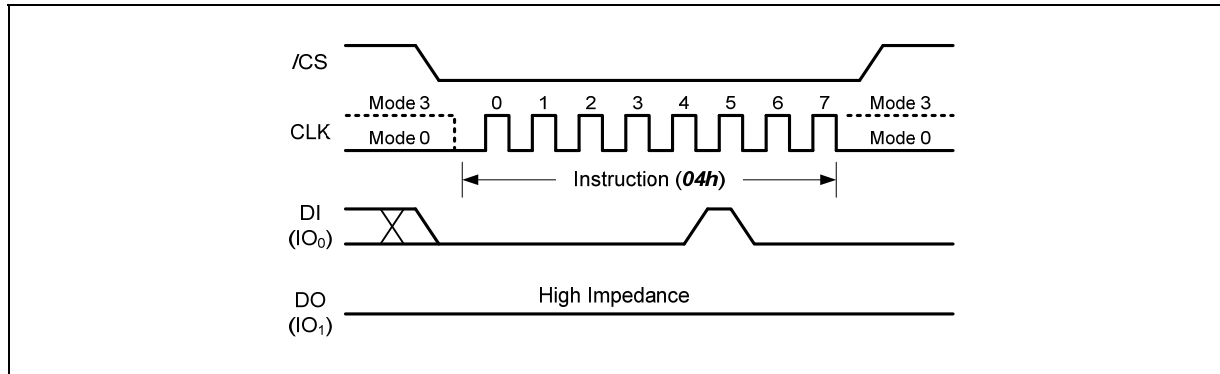 /CS
Mode 3 0 1 2 3 4 5 6 7 Mode 3
CLK
Mode 0 Mode 0
Instruction (04h)
DI
(IO₀)
High Impedance
DO
(IO₁)